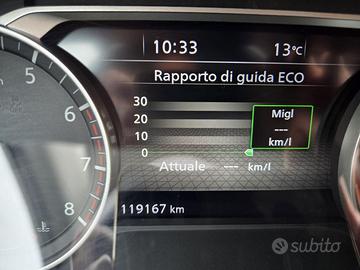 10:33 13°C
Rapporto di guida ECO
30
20
10
0
Migl
---
km/l
Attuale --- km/l
119167 km
5
6
7
8
subito